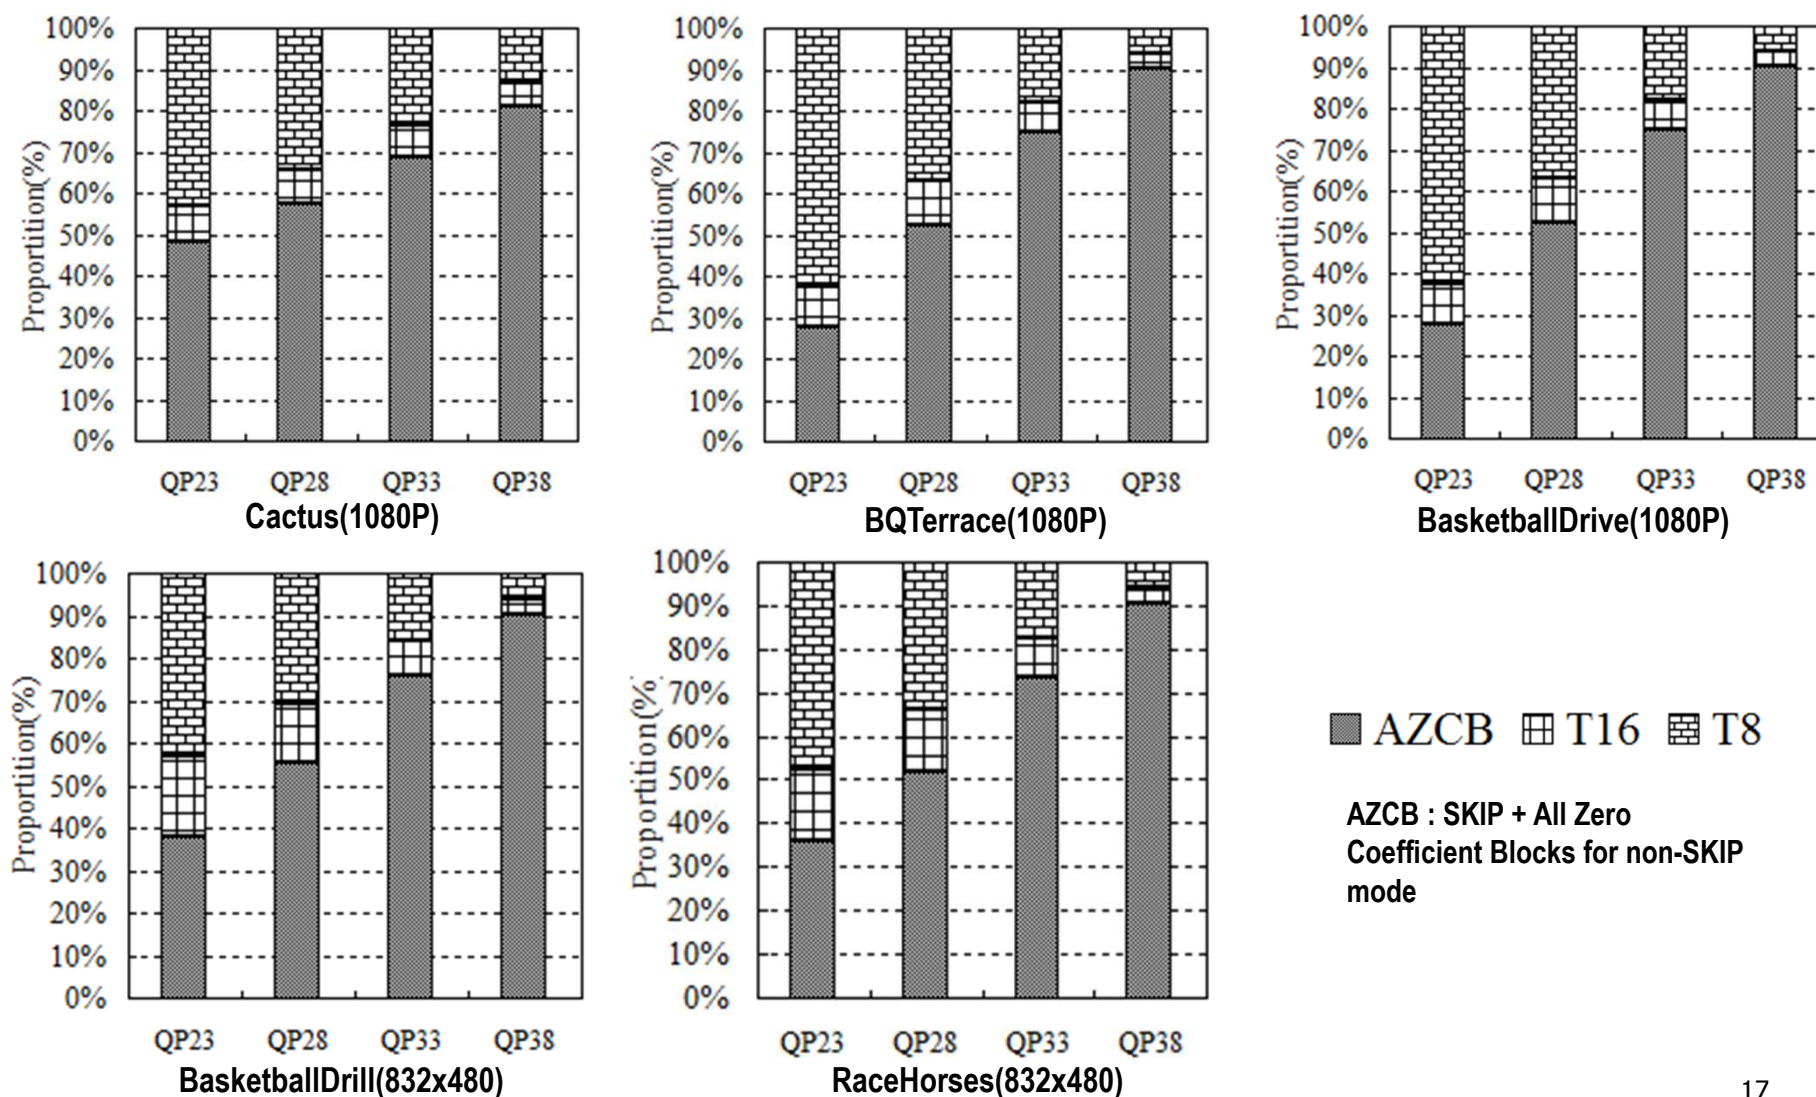 100%
90%
80%
70%
60%
50%
40%
30%
20%
10%
0%
Proportition(%)
QP23 QP28 QP33 QP38
Cactus(1080P)
100%
90%
80%
70%
60%
50%
40%
30%
20%
10%
0%
Proportition(%)
QP23 QP28 QP33 QP38
BQTerrace(1080P)
100%
90%
80%
70%
60%
50%
40%
30%
20%
10%
0%
Proportition(%)
QP23 QP28 QP33 QP38
BasketballDrive(1080P)
100%
90%
80%
70%
60%
50%
40%
30%
20%
10%
0%
Proportition(%)
QP23 QP28 QP33 QP38
BasketballDrill(832x480)
100%
90%
80%
70%
60%
50%
40%
30%
20%
10%
0%
Proportition(%)
QP23 QP28 QP33 QP38
RaceHorses(832x480)
AZCB T16 T8
AZCB : SKIP + All Zero
Coefficient Blocks for non-SKIP
mode
17